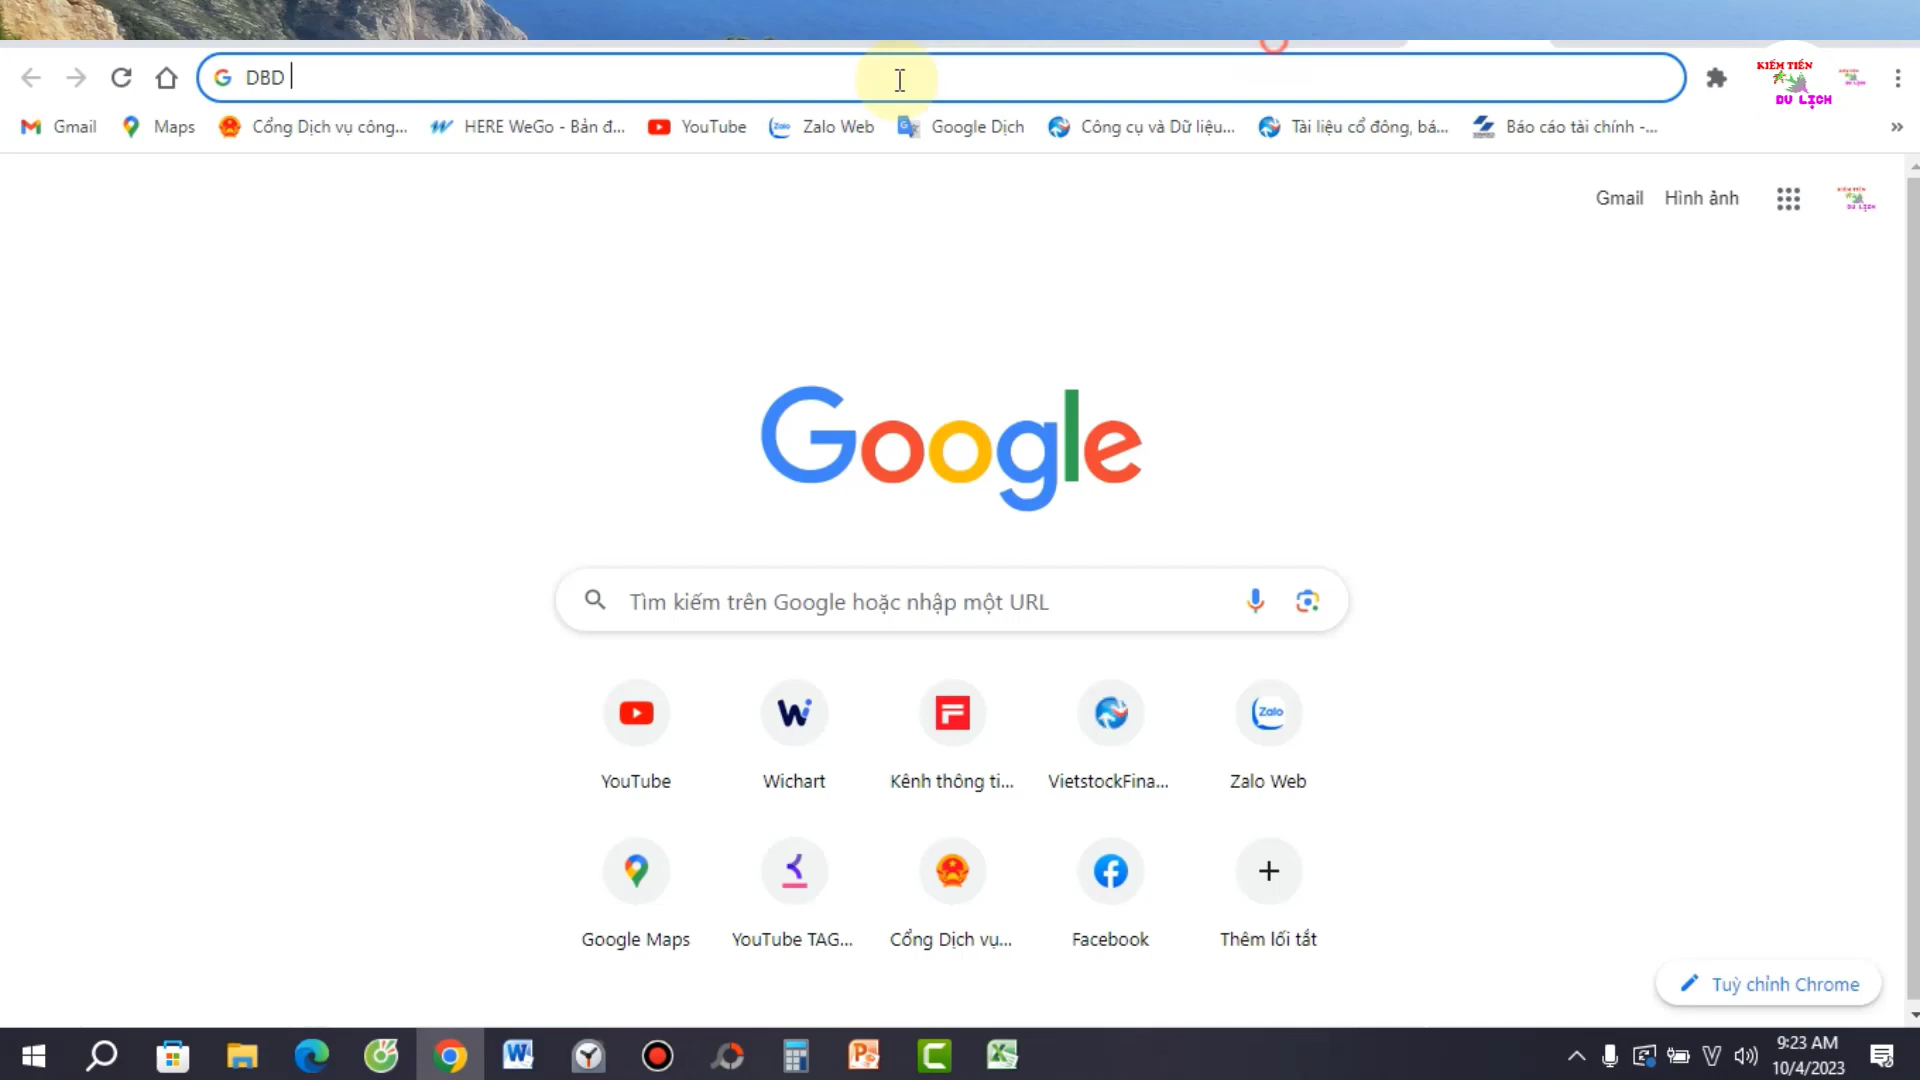 DBD
KIẾM TIỀN
DU LỊCH
Gmail Maps Cổng Dịch vụ công... HERE WeGo - Bản đ... YouTube Zalo Web Google Dịch Công cụ và Dữ liệu... Tài liệu cổ đông, bá... Báo cáo tài chính -... »
Gmail Hình ảnh
Google
Tìm kiếm trên Google hoặc nhập một URL
YouTube Wichart Kênh thông ti... VietstockFina... Zalo Web
Google Maps YouTube TAG... Cổng Dịch vụ... Facebook Thêm lối tắt
Tuỳ chỉnh Chrome
9:23 AM
10/4/2023